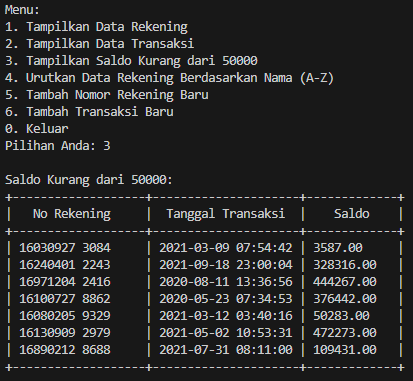 Menu:
1. Tampilkan Data Rekening
2. Tampilkan Data Transaksi
3. Tampilkan Saldo Kurang dari 50000
4. Urutkan Data Rekening Berdasarkan Nama (A-Z)
5. Tambah Nomor Rekening Baru
6. Tambah Transaksi Baru
0. Keluar
Pilihan Anda: 3

Saldo Kurang dari 50000:
+------------------+---------------------+------------+
|   No Rekening    |  Tanggal Transaksi  |   Saldo    |
+------------------+---------------------+------------+
| 16030927 3084    | 2021-03-09 07:54:42 | 3587.00    |
| 16240401 2243    | 2021-09-18 23:00:04 | 328316.00  |
| 16971204 2416    | 2020-08-11 13:36:56 | 444267.00  |
| 16100727 8862    | 2020-05-23 07:34:53 | 376442.00  |
| 16080205 9329    | 2021-03-12 03:40:16 | 50283.00   |
| 16130909 2979    | 2021-05-02 10:53:31 | 472273.00  |
| 16890212 8688    | 2021-07-31 08:11:00 | 109431.00  |
+------------------+---------------------+------------+